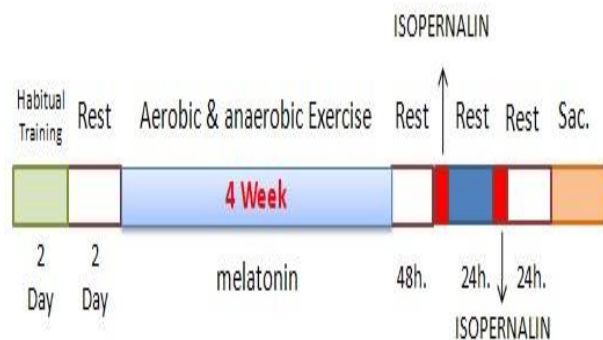 ISOPERNALIN
Habitual
Training
Rest
Aerobic & anaerobic Exercise
Rest
Rest
Rest
Sac.
4 Week
2
Day
2
Day
melatonin
48h.
24h.
24h.
ISOPERNALIN